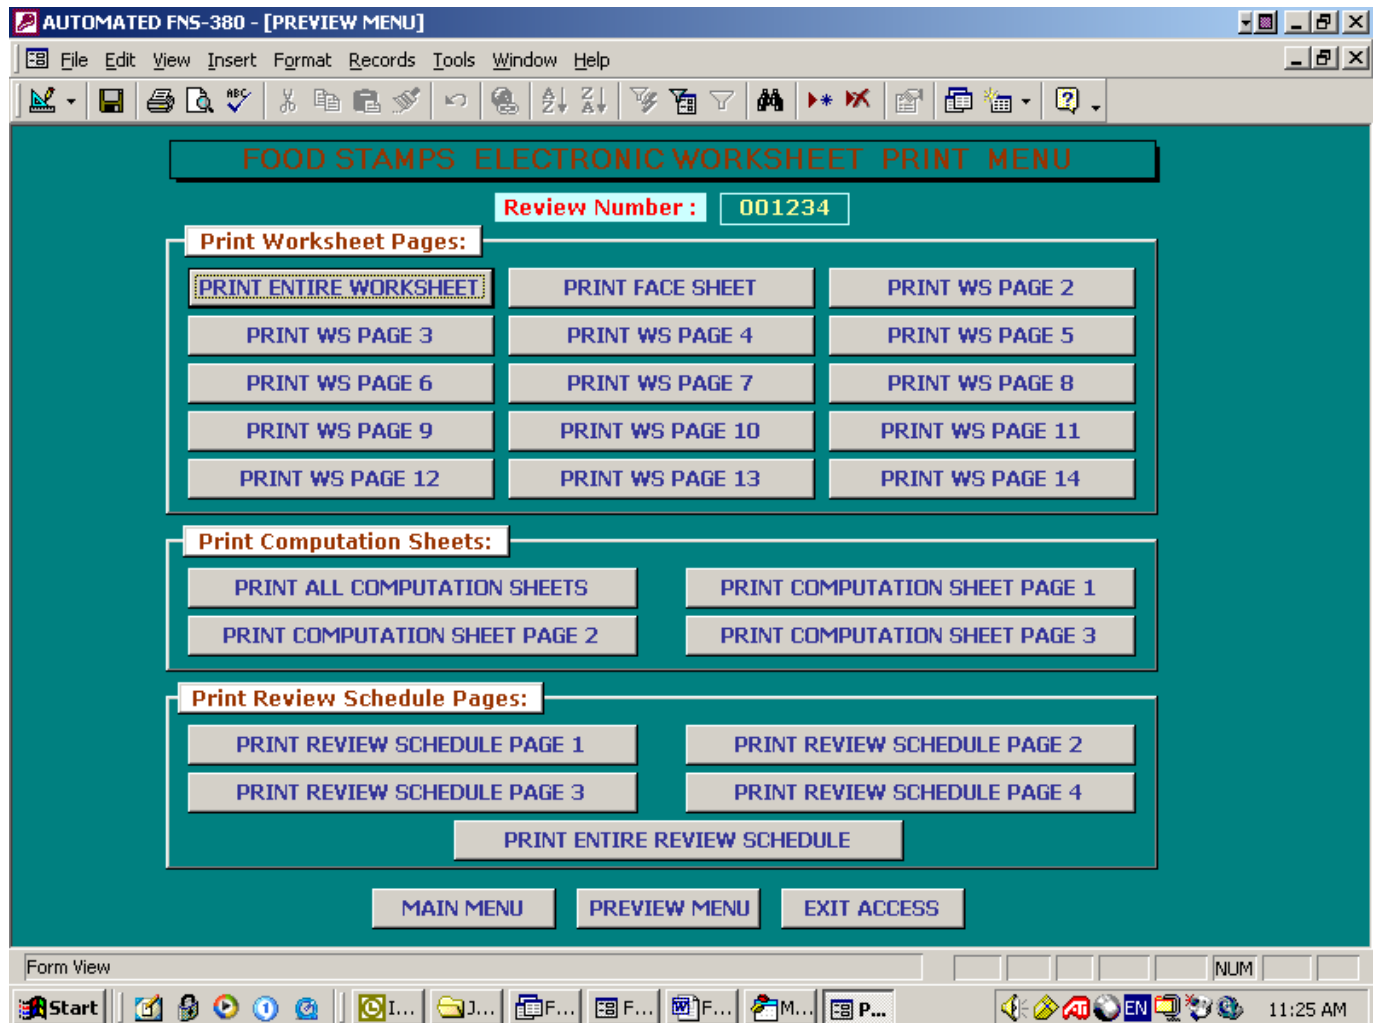 AUTOMATED FNS-380 - [PREVIEW MENU]
File Edit View Insert Format Records Tools Window Help
FOOD STAMPS ELECTRONIC WORKSHEET PRINT MENU
Review Number : 001234
Print Worksheet Pages:
PRINT ENTIRE WORKSHEET PRINT FACE SHEET PRINT WS PAGE 2
PRINT WS PAGE 3 PRINT WS PAGE 4 PRINT WS PAGE 5
PRINT WS PAGE 6 PRINT WS PAGE 7 PRINT WS PAGE 8
PRINT WS PAGE 9 PRINT WS PAGE 10 PRINT WS PAGE 11
PRINT WS PAGE 12 PRINT WS PAGE 13 PRINT WS PAGE 14
Print Computation Sheets:
PRINT ALL COMPUTATION SHEETS PRINT COMPUTATION SHEET PAGE 1
PRINT COMPUTATION SHEET PAGE 2 PRINT COMPUTATION SHEET PAGE 3
Print Review Schedule Pages:
PRINT REVIEW SCHEDULE PAGE 1 PRINT REVIEW SCHEDULE PAGE 2
PRINT REVIEW SCHEDULE PAGE 3 PRINT REVIEW SCHEDULE PAGE 4
PRINT ENTIRE REVIEW SCHEDULE
MAIN MENU PREVIEW MENU EXIT ACCESS
Form View NUM
Start I... J... F... F... F... M... P... EN 11:25 AM